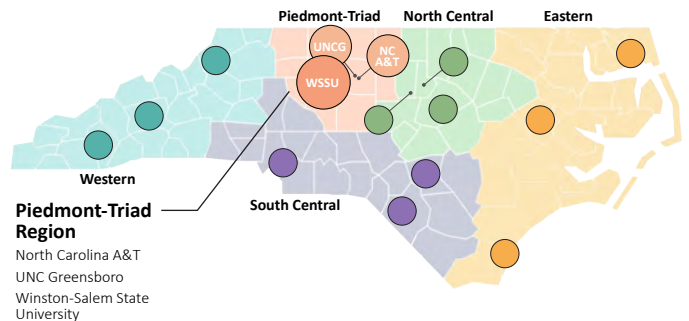 Piedmont-Triad
North Central
Eastern
UNCG
NC
A&T
WSSU
Western
South Central
Piedmont-Triad
Region
North Carolina A&T
UNC Greensboro
Winston-Salem State
University